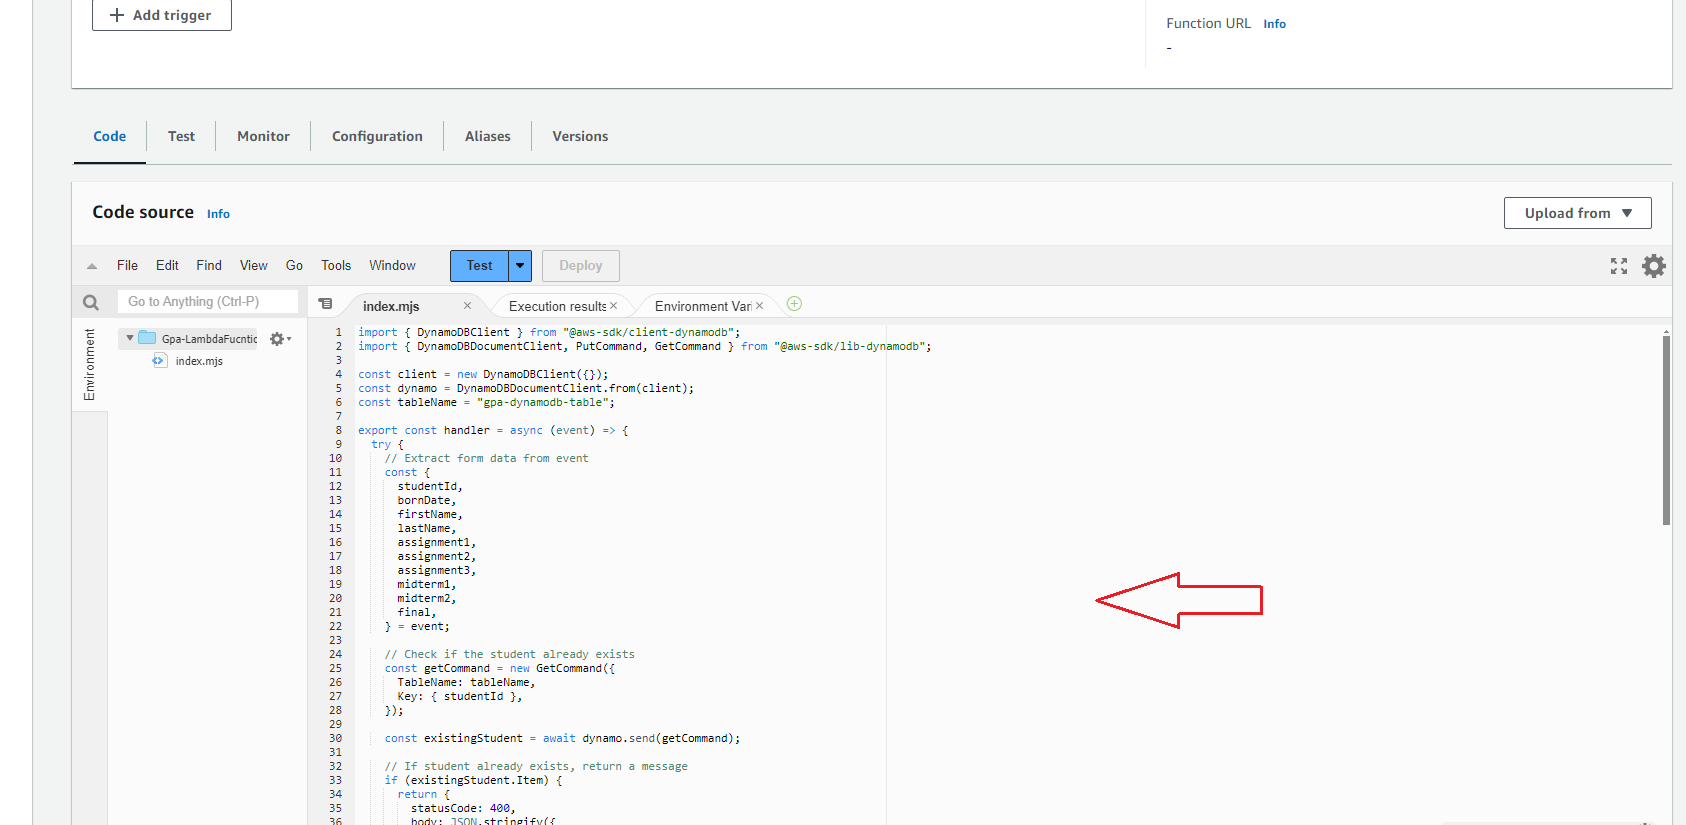 Add trigger
Function URL Info
-
Code Test Monitor Configuration Aliases Versions
Code source Info
Upload from
File Edit Find View Go Tools Window Test Deploy
Go to Anything (Ctrl-P)
index.mjs Execution results Environment Vari
Environment
Gpa-LambdaFucntic
index.mjs
1 import { DynamoDBClient } from "@aws-sdk/client-dynamodb";
2 import { DynamoDBDocumentClient, PutCommand, GetCommand } from "@aws-sdk/lib-dynamodb";
3
4 const client = new DynamoDBClient({});
5 const dynamo = DynamoDBDocumentClient.from(client);
6 const tableName = "gpa-dynamodb-table";
7
8 export const handler = async (event) => {
9 try {
10 // Extract form data from event
11 const {
12 studentId,
13 bornDate,
14 firstName,
15 lastName,
16 assignment1,
17 assignment2,
18 assignment3,
19 midterm1,
20 midterm2,
21 final,
22 } = event;
23
24 // Check if the student already exists
25 const getCommand = new GetCommand({
26 TableName: tableName,
27 Key: { studentId },
28 });
29
30 const existingStudent = await dynamo.send(getCommand);
31
32 // If student already exists, return a message
33 if (existingStudent.Item) {
34 return {
35 statusCode: 400,
36 body: JSON.stringify({